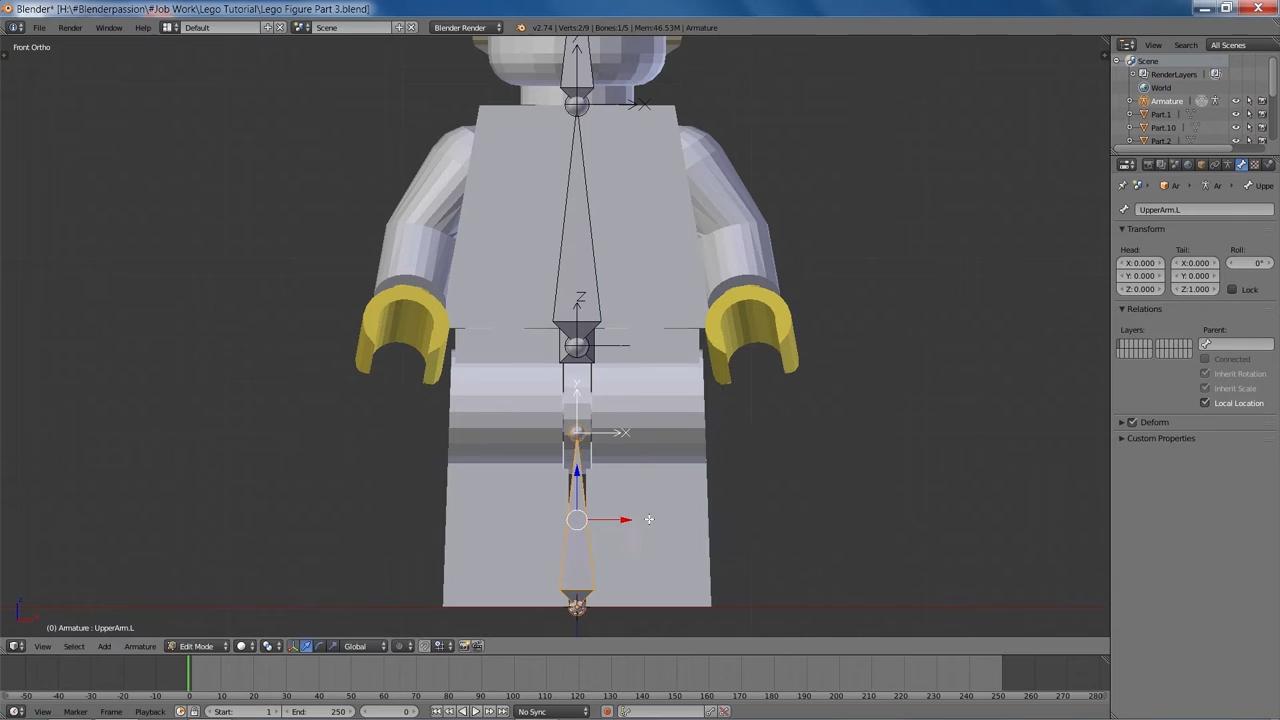 Blender* [H:\#Blenderpassion\#Job Work\Lego Tutorial\Lego Figure Part 3.blend]
File Render Window Help Default Scene Blender Render v2.74 | Verts:2/9 | Bones:1/5 | Mem:46.53M | Armature
View Search All Scenes
Front Ortho
Scene
RenderLayers
World
Armature
Part.1
Part.10
Part.2
X
Ar Ar Uppe
UpperArm.L
Transform
Head: Tail: Roll:
X:0.000 X:0.000 0°
Y:0.000 Y:0.000
Z:0.000 Z:1.000 Lock
Z
Relations
Layers: Parent:
Connected
Inherit Rotation
Inherit Scale
Local Location
Y
X
Deform
Custom Properties
(0) Armature : UpperArm.L
View Select Add Armature Edit Mode Global
-50 -40 -30 -20 -10 0 10 20 30 40 50 60 70 80 90 100 110 120 130 140 150 160 170 180 190 200 210 220 230 240 250 260 270 280
View Marker Frame Playback Start: 1 End: 250 0 No Sync